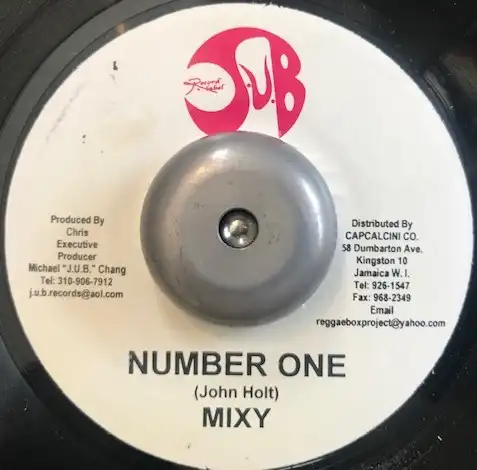 Record
Label
J.U.B
Produced By
Chris
Executive
Producer
Michael "J.U.B." Chang
Tel: 310-906-7912
j.u.b.records@aol.com
Distributed By
CAPCALCINI CO.
58 Dumbarton Ave.
Kingston 10
Jamaica W. I.
Tel: 926-1547
Fax: 968-2349
Email
reggaeboxproject@yahoo.com
NUMBER ONE
(John Holt)
MIXY